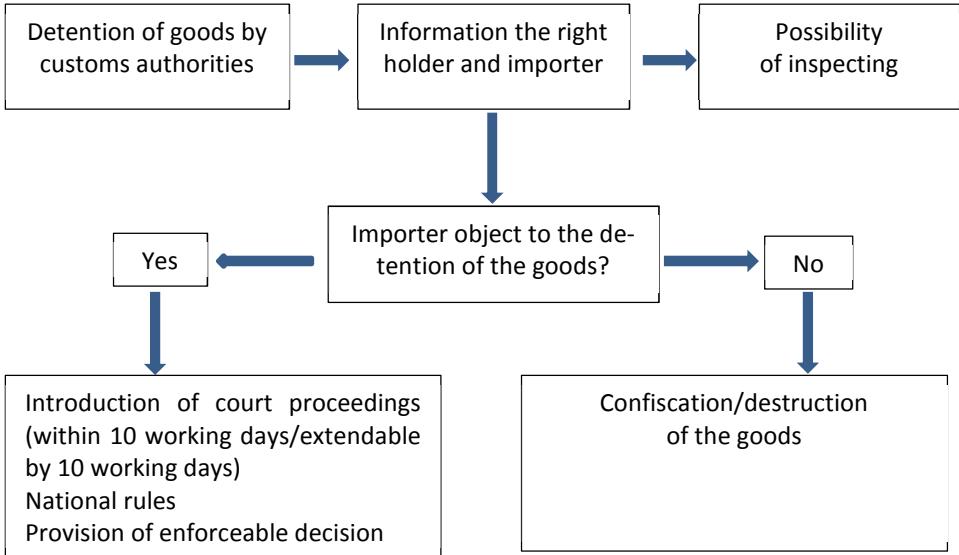 Detention of goods by
customs authorities
Information the right
holder and importer
Possibility
of inspecting
Importer object to the de-
tention of the goods?
Yes
No
Introduction of court proceedings
(within 10 working days/extendable
by 10 working days)
National rules
Provision of enforceable decision
Confiscation/destruction
of the goods